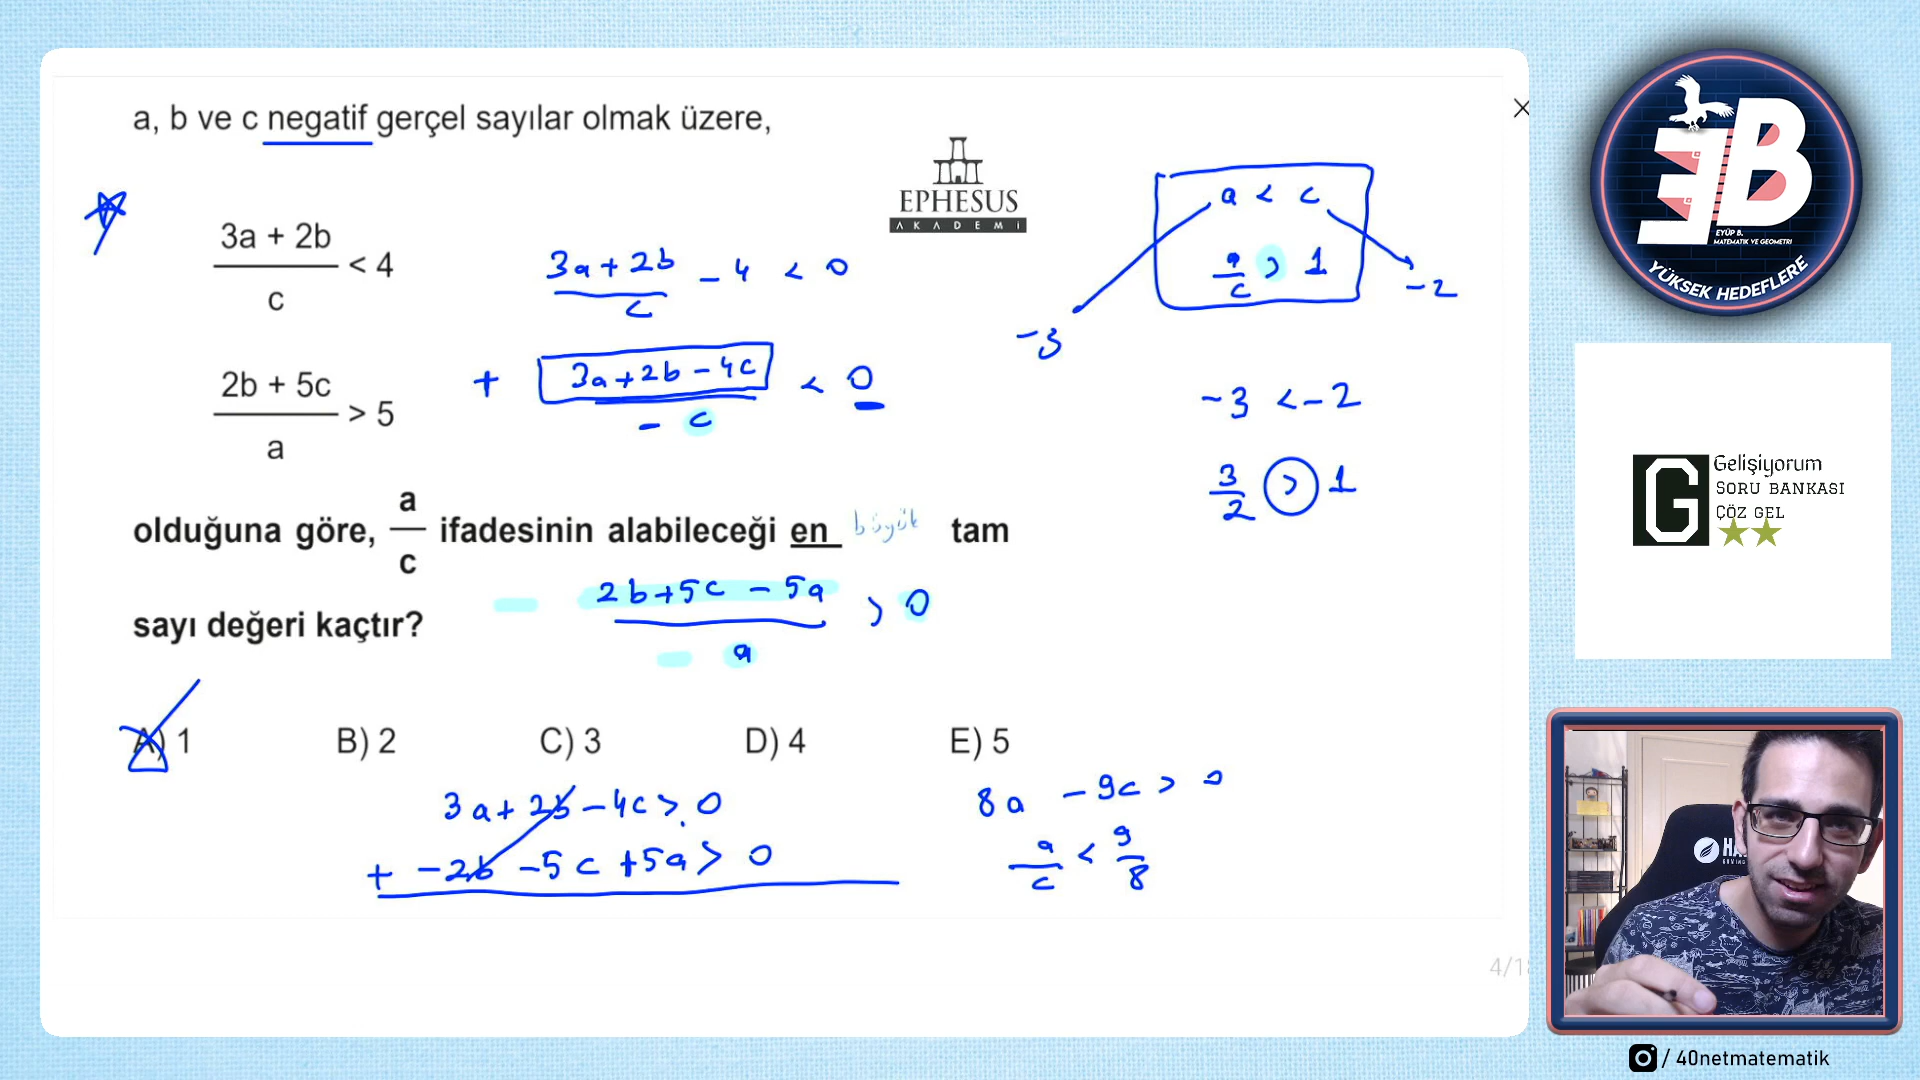 a, b ve c negatif gerçel sayılar olmak üzere,
EPHESUS
AKADEMİ
3a + 2b
c
< 4
2b + 5c
a
> 5
3a+2b
c
- 4 < 0
+ 3a+2b-4c < 0
- c
a < c
a/c > 1
-3
-2
-3 < -2
3/2 > 1
olduğuna göre, a/c ifadesinin alabileceği en büyük tam
sayı değeri kaçtır?
2b+5c - 5a > 0
a
A) 1 B) 2 C) 3 D) 4 E) 5
3a+2b-4c > 0
+ -2b -5c +5a > 0
8a - 9c > 0
a/c < 9/8
4/18
EB
EYÜP B.
MATEMATİK VE GEOMETRİ
YÜKSEK HEDEFLERE
G
Gelişiyorum
SORU BANKASI
ÇÖZ GEL
/ 40netmatematik